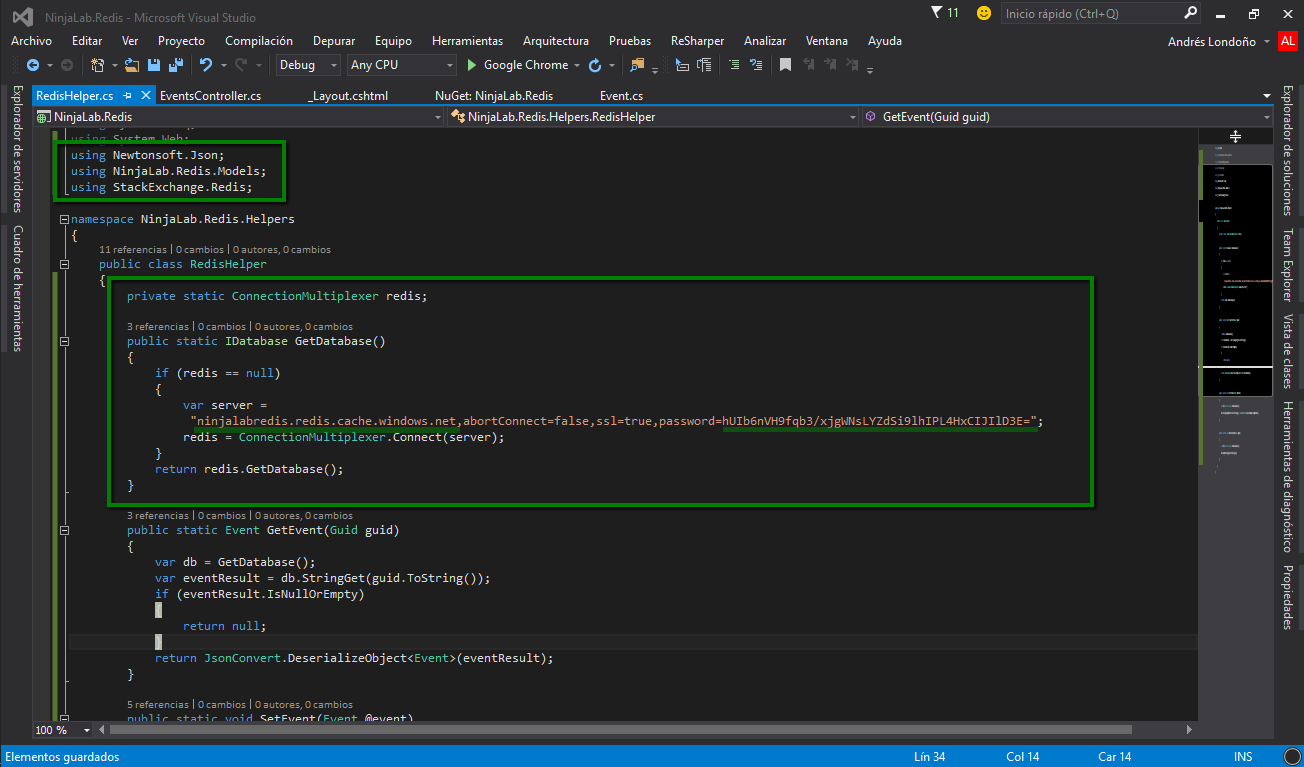 NinjaLab.Redis - Microsoft Visual Studio
11
Inicio rápido (Ctrl+Q)
Archivo Editar Ver Proyecto Compilación Depurar Equipo Herramientas Arquitectura Pruebas ReSharper Analizar Ventana Ayuda
Andrés Londoño AL
Debug Any CPU Google Chrome
RedisHelper.cs EventsController.cs _Layout.cshtml NuGet: NinjaLab.Redis Event.cs
NinjaLab.Redis NinjaLab.Redis.Helpers.RedisHelper GetEvent(Guid guid)
Explorador de servidores
Cuadro de herramientas
using System.Web;
using Newtonsoft.Json;
using NinjaLab.Redis.Models;
using StackExchange.Redis;
namespace NinjaLab.Redis.Helpers
{
11 referencias | 0 cambios | 0 autores, 0 cambios
public class RedisHelper
{
private static ConnectionMultiplexer redis;
3 referencias | 0 cambios | 0 autores, 0 cambios
public static IDatabase GetDatabase()
{
if (redis == null)
{
var server =
"ninjalabredis.redis.cache.windows.net,abortConnect=false,ssl=true,password=hUIb6nVH9fqb3/xjgWNsLYZdSi9lhIPL4HxCIJIlD3E=";
redis = ConnectionMultiplexer.Connect(server);
}
return redis.GetDatabase();
}
3 referencias | 0 cambios | 0 autores, 0 cambios
public static Event GetEvent(Guid guid)
{
var db = GetDatabase();
var eventResult = db.StringGet(guid.ToString());
if (eventResult.IsNullOrEmpty)
{
return null;
}
return JsonConvert.DeserializeObject<Event>(eventResult);
}
5 referencias | 0 cambios | 0 autores, 0 cambios
public static void SetEvent(Event @event)
Explorador de soluciones
Team Explorer
Vista de clases
Herramientas de diagnóstico
Propiedades
100 %
Elementos guardados Lín 34 Col 14 Car 14 INS